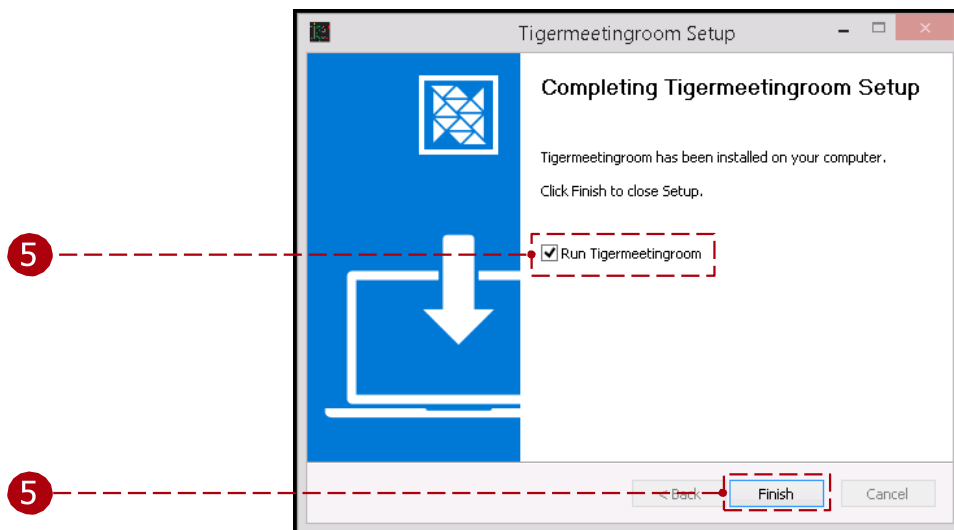 Tigermeetingroom Setup
Completing Tigermeetingroom Setup
Tigermeetingroom has been installed on your computer.
Click Finish to close Setup.
5
Run Tigermeetingroom
5
< Back Finish Cancel